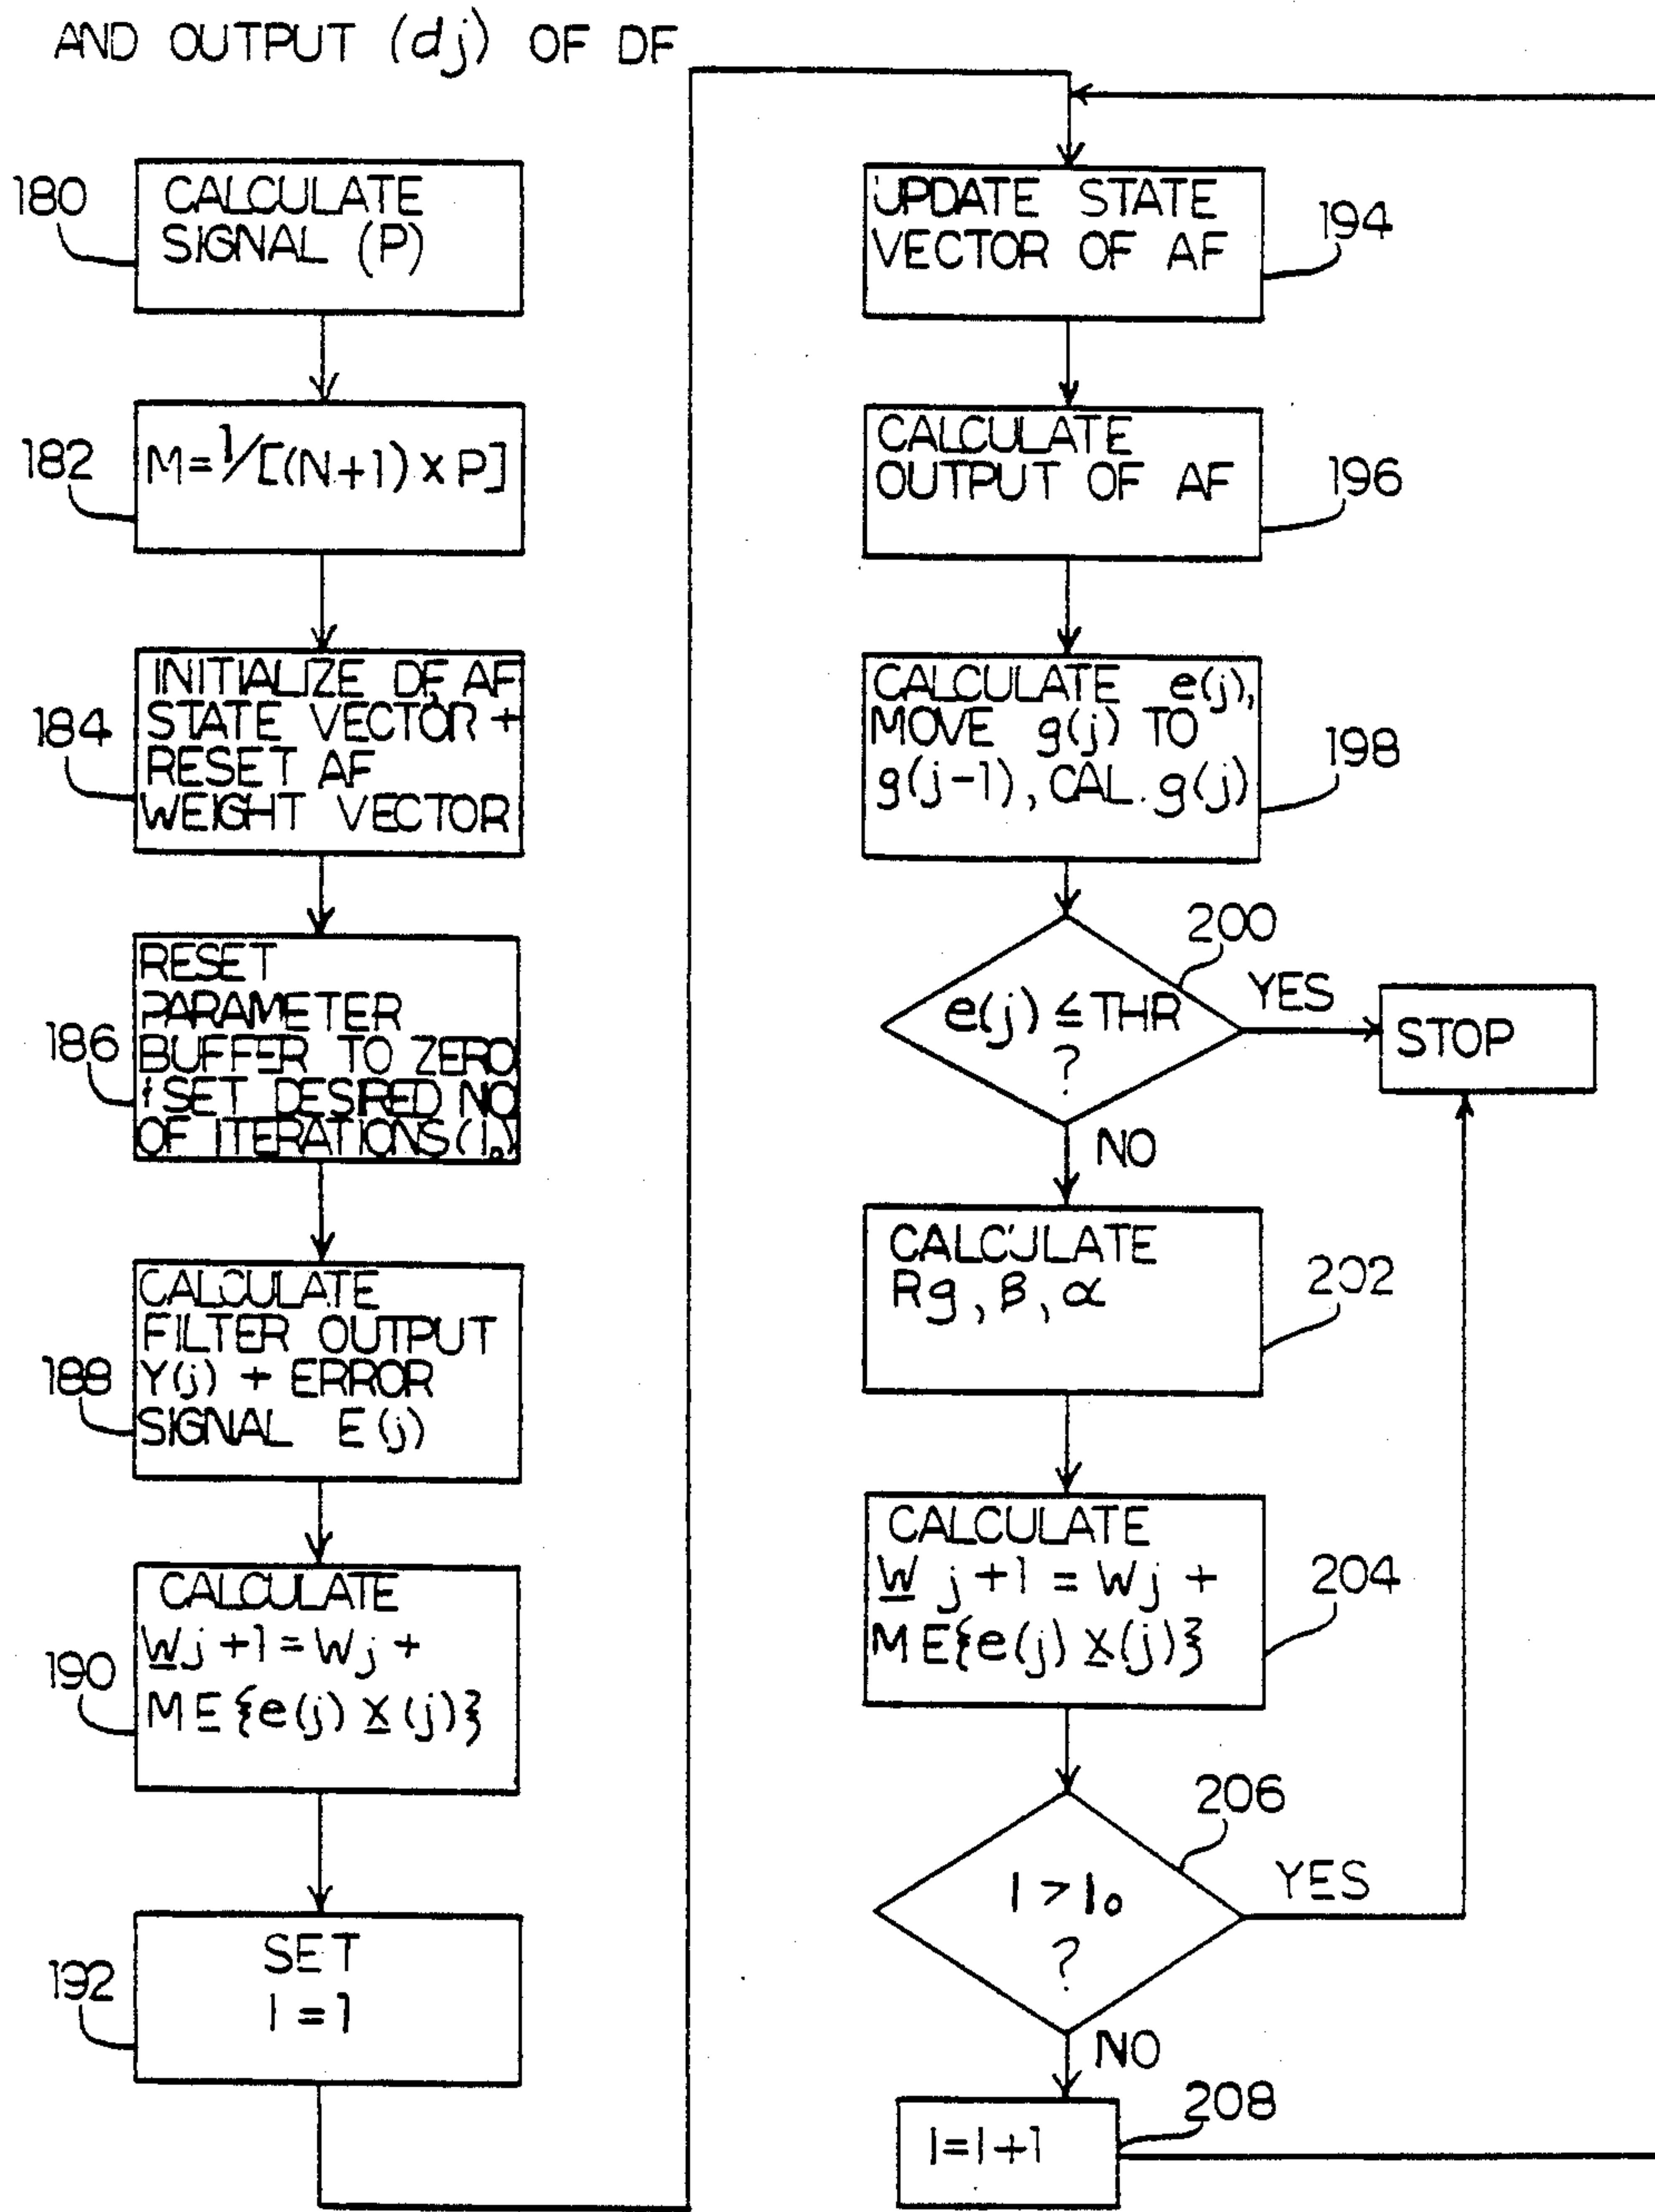 AND OUTPUT (dj) OF DF
180
CALCULATE
SIGNAL (P)
182
M=1/[(N+1) X P]
184
INITIALIZE DF, AF
STATE VECTOR +
RESET AF
WEIGHT VECTOR
186
RESET
PARAMETER
BUFFER TO ZERO
+ SET DESIRED NO
OF ITERATIONS (I₀)
188
CALCULATE
FILTER OUTPUT
Y(j) + ERROR
SIGNAL E(j)
190
CALCULATE
W̲j+1 = Wj +
M E {e(j) X̲(j)}
192
SET
I = 1
UPDATE STATE
VECTOR OF AF
194
CALCULATE
OUTPUT OF AF
196
CALCULATE e(j),
MOVE g(j) TO
g(j-1), CAL. g(j)
198
200
e(j) ≤ THR
?
YES
STOP
NO
CALCULATE
Rg, β, α
202
CALCULATE
W̲ j+1 = Wj +
M E{e(j) X̲(j)}
204
206
I > I₀
?
YES
NO
208
I=I+1